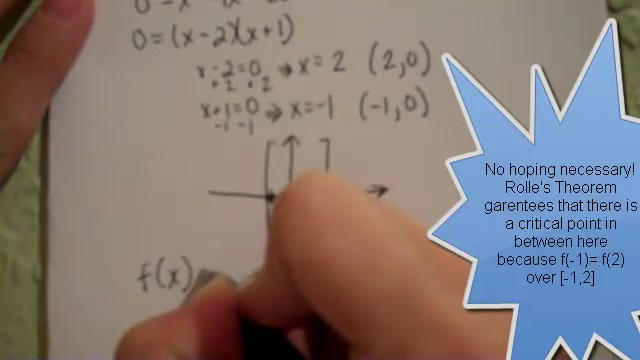 0=(x-2)(x+1)
x-2=0 → x=2 (2,0)
+2 +2
x+1=0 ⇒ x=-1 (-1,0)
-1 -1
f(x)
No hoping necessary!
Rolle's Theorem
garentees that there is
a critical point in
between here
because f(-1)= f(2)
over [-1,2]